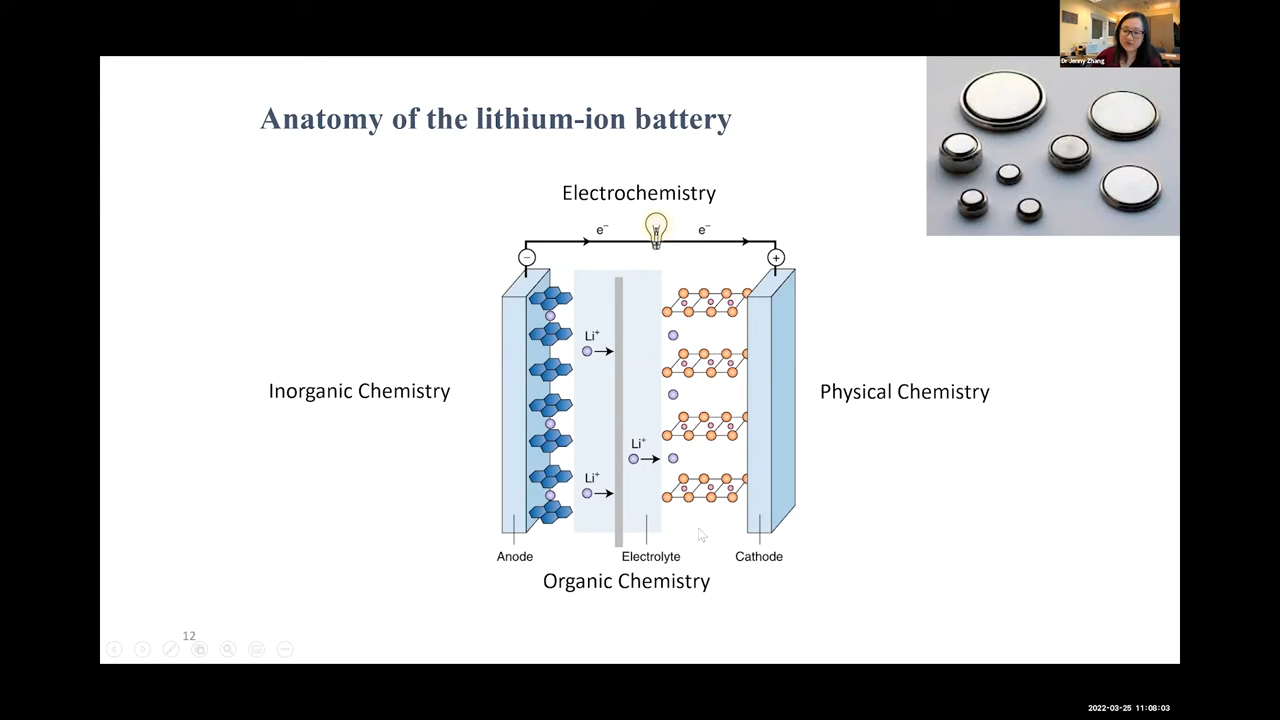 Dr Jenny Zhang
Anatomy of the lithium-ion battery
Electrochemistry
e⁻
e⁻
−
+
Li⁺
Inorganic Chemistry
Physical Chemistry
Li⁺
Li⁺
Anode
Electrolyte
Cathode
Organic Chemistry
12
2022-03-25 11:08:03